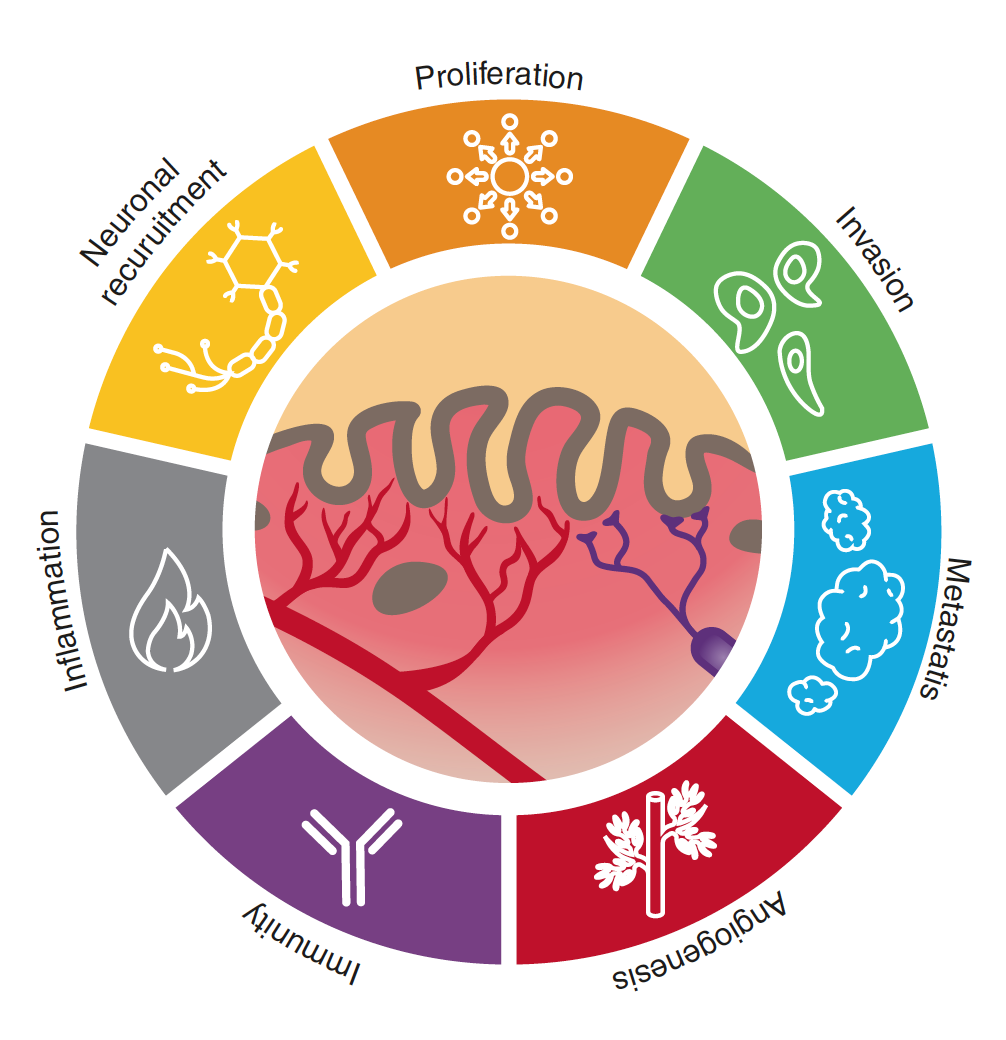 Proliferation
Invasion
Metastatis
Angiogenesis
Immunity
Inflammation
Neuronal
recuruitment